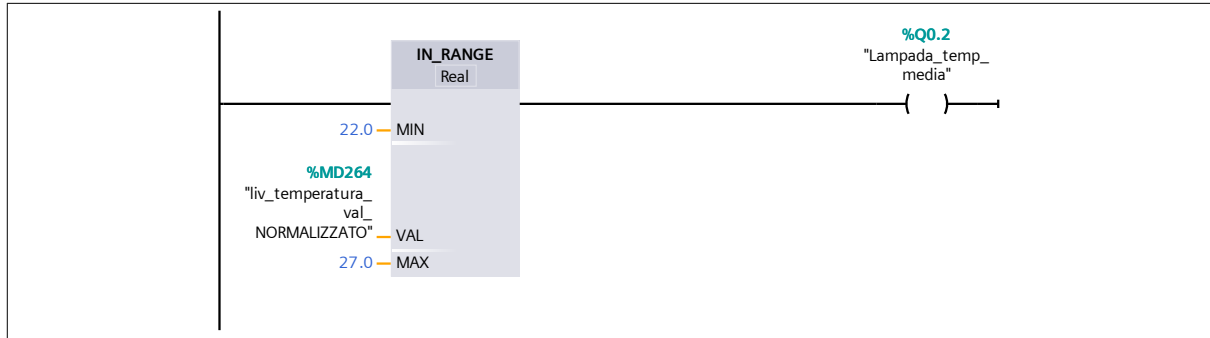 %Q0.2
"Lampada_temp_
media"
IN_RANGE
Real
22.0
MIN
%MD264
"liv_temperatura_
val_
NORMALIZZATO"
VAL
27.0
MAX